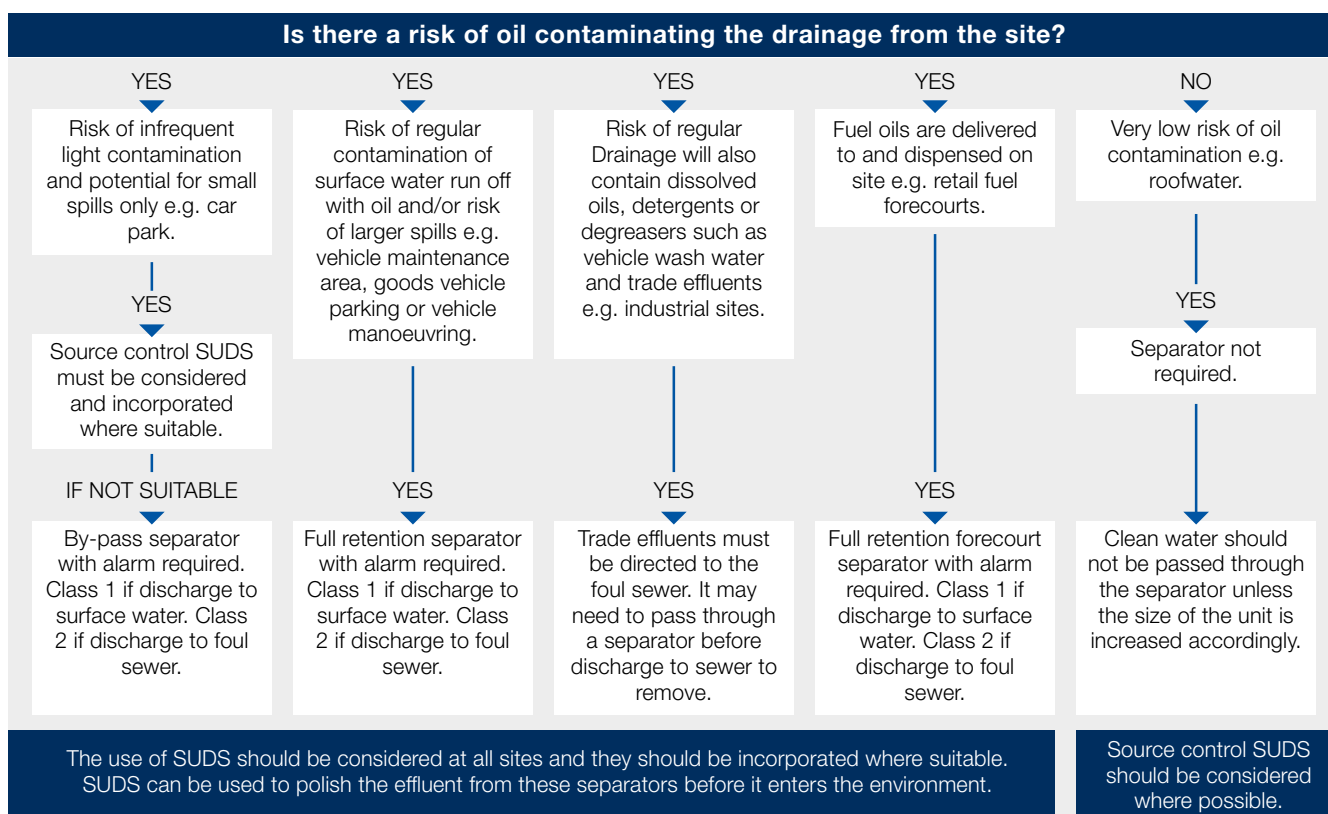 Is there a risk of oil contaminating the drainage from the site?
YES
Risk of infrequent
light contamination
and potential for small
spills only e.g. car
park.
YES
Source control SUDS
must be considered
and incorporated
where suitable.
IF NOT SUITABLE
By-pass separator
with alarm required.
Class 1 if discharge to
surface water. Class
2 if discharge to foul
sewer.
YES
Risk of regular
contamination of
surface water run off
with oil and/or risk
of larger spills e.g.
vehicle maintenance
area, goods vehicle
parking or vehicle
manoeuvring.
YES
Full retention separator
with alarm required.
Class 1 if discharge to
surface water. Class
2 if discharge to foul
sewer.
YES
Risk of regular
Drainage will also
contain dissolved
oils, detergents or
degreasers such as
vehicle wash water
and trade effluents
e.g. industrial sites.
YES
Trade effluents must
be directed to the
foul sewer. It may
need to pass through
a separator before
discharge to sewer to
remove.
YES
Fuel oils are delivered
to and dispensed on
site e.g. retail fuel
forecourts.
YES
Full retention forecourt
separator with alarm
required. Class 1 if
discharge to surface
water. Class 2 if
discharge to foul
sewer.
NO
Very low risk of oil
contamination e.g.
roofwater.
YES
Separator not
required.
Clean water should
not be passed through
the separator unless
the size of the unit is
increased accordingly.
The use of SUDS should be considered at all sites and they should be incorporated where suitable.
SUDS can be used to polish the effluent from these separators before it enters the environment.
Source control SUDS
should be considered
where possible.